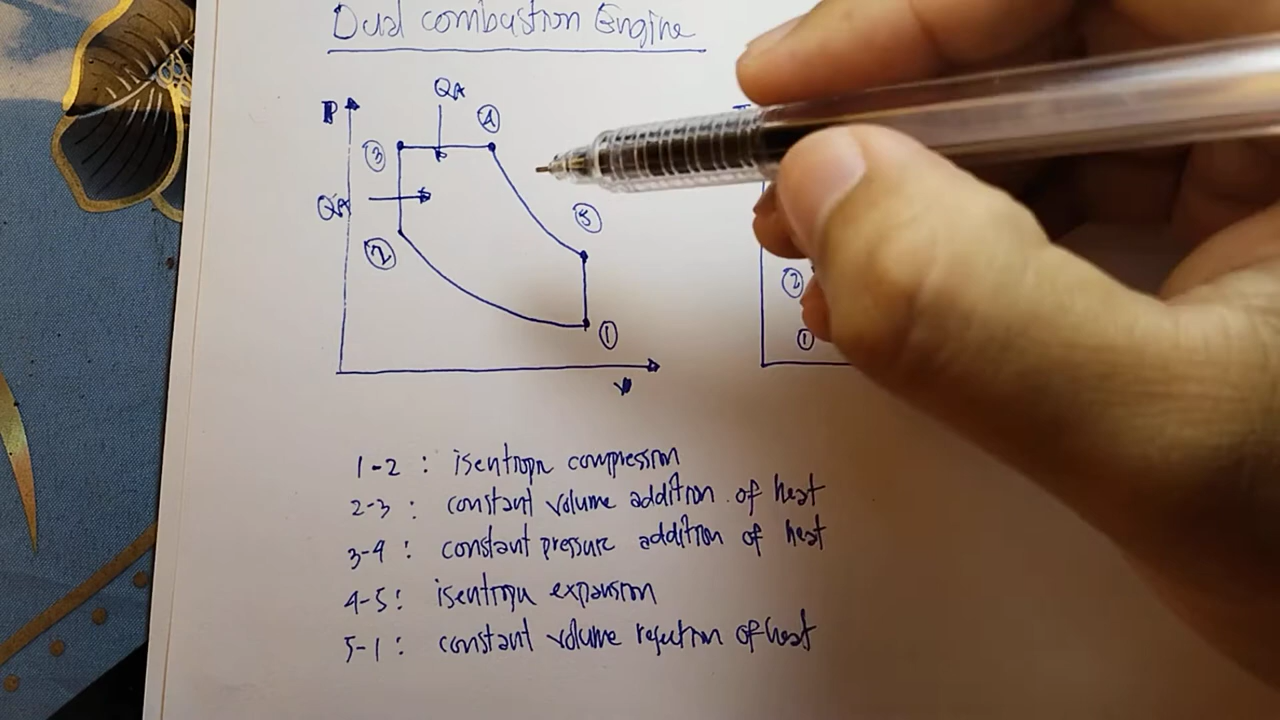 Dual combustion Engine
QA
P
4
3
QA
5
2
1
V
2
1
1-2 : isentropic compression
2-3 : constant volume addition of heat
3-4 : constant pressure addition of heat
4-5 : isentropic expansion
5-1 : constant volume rejection of heat